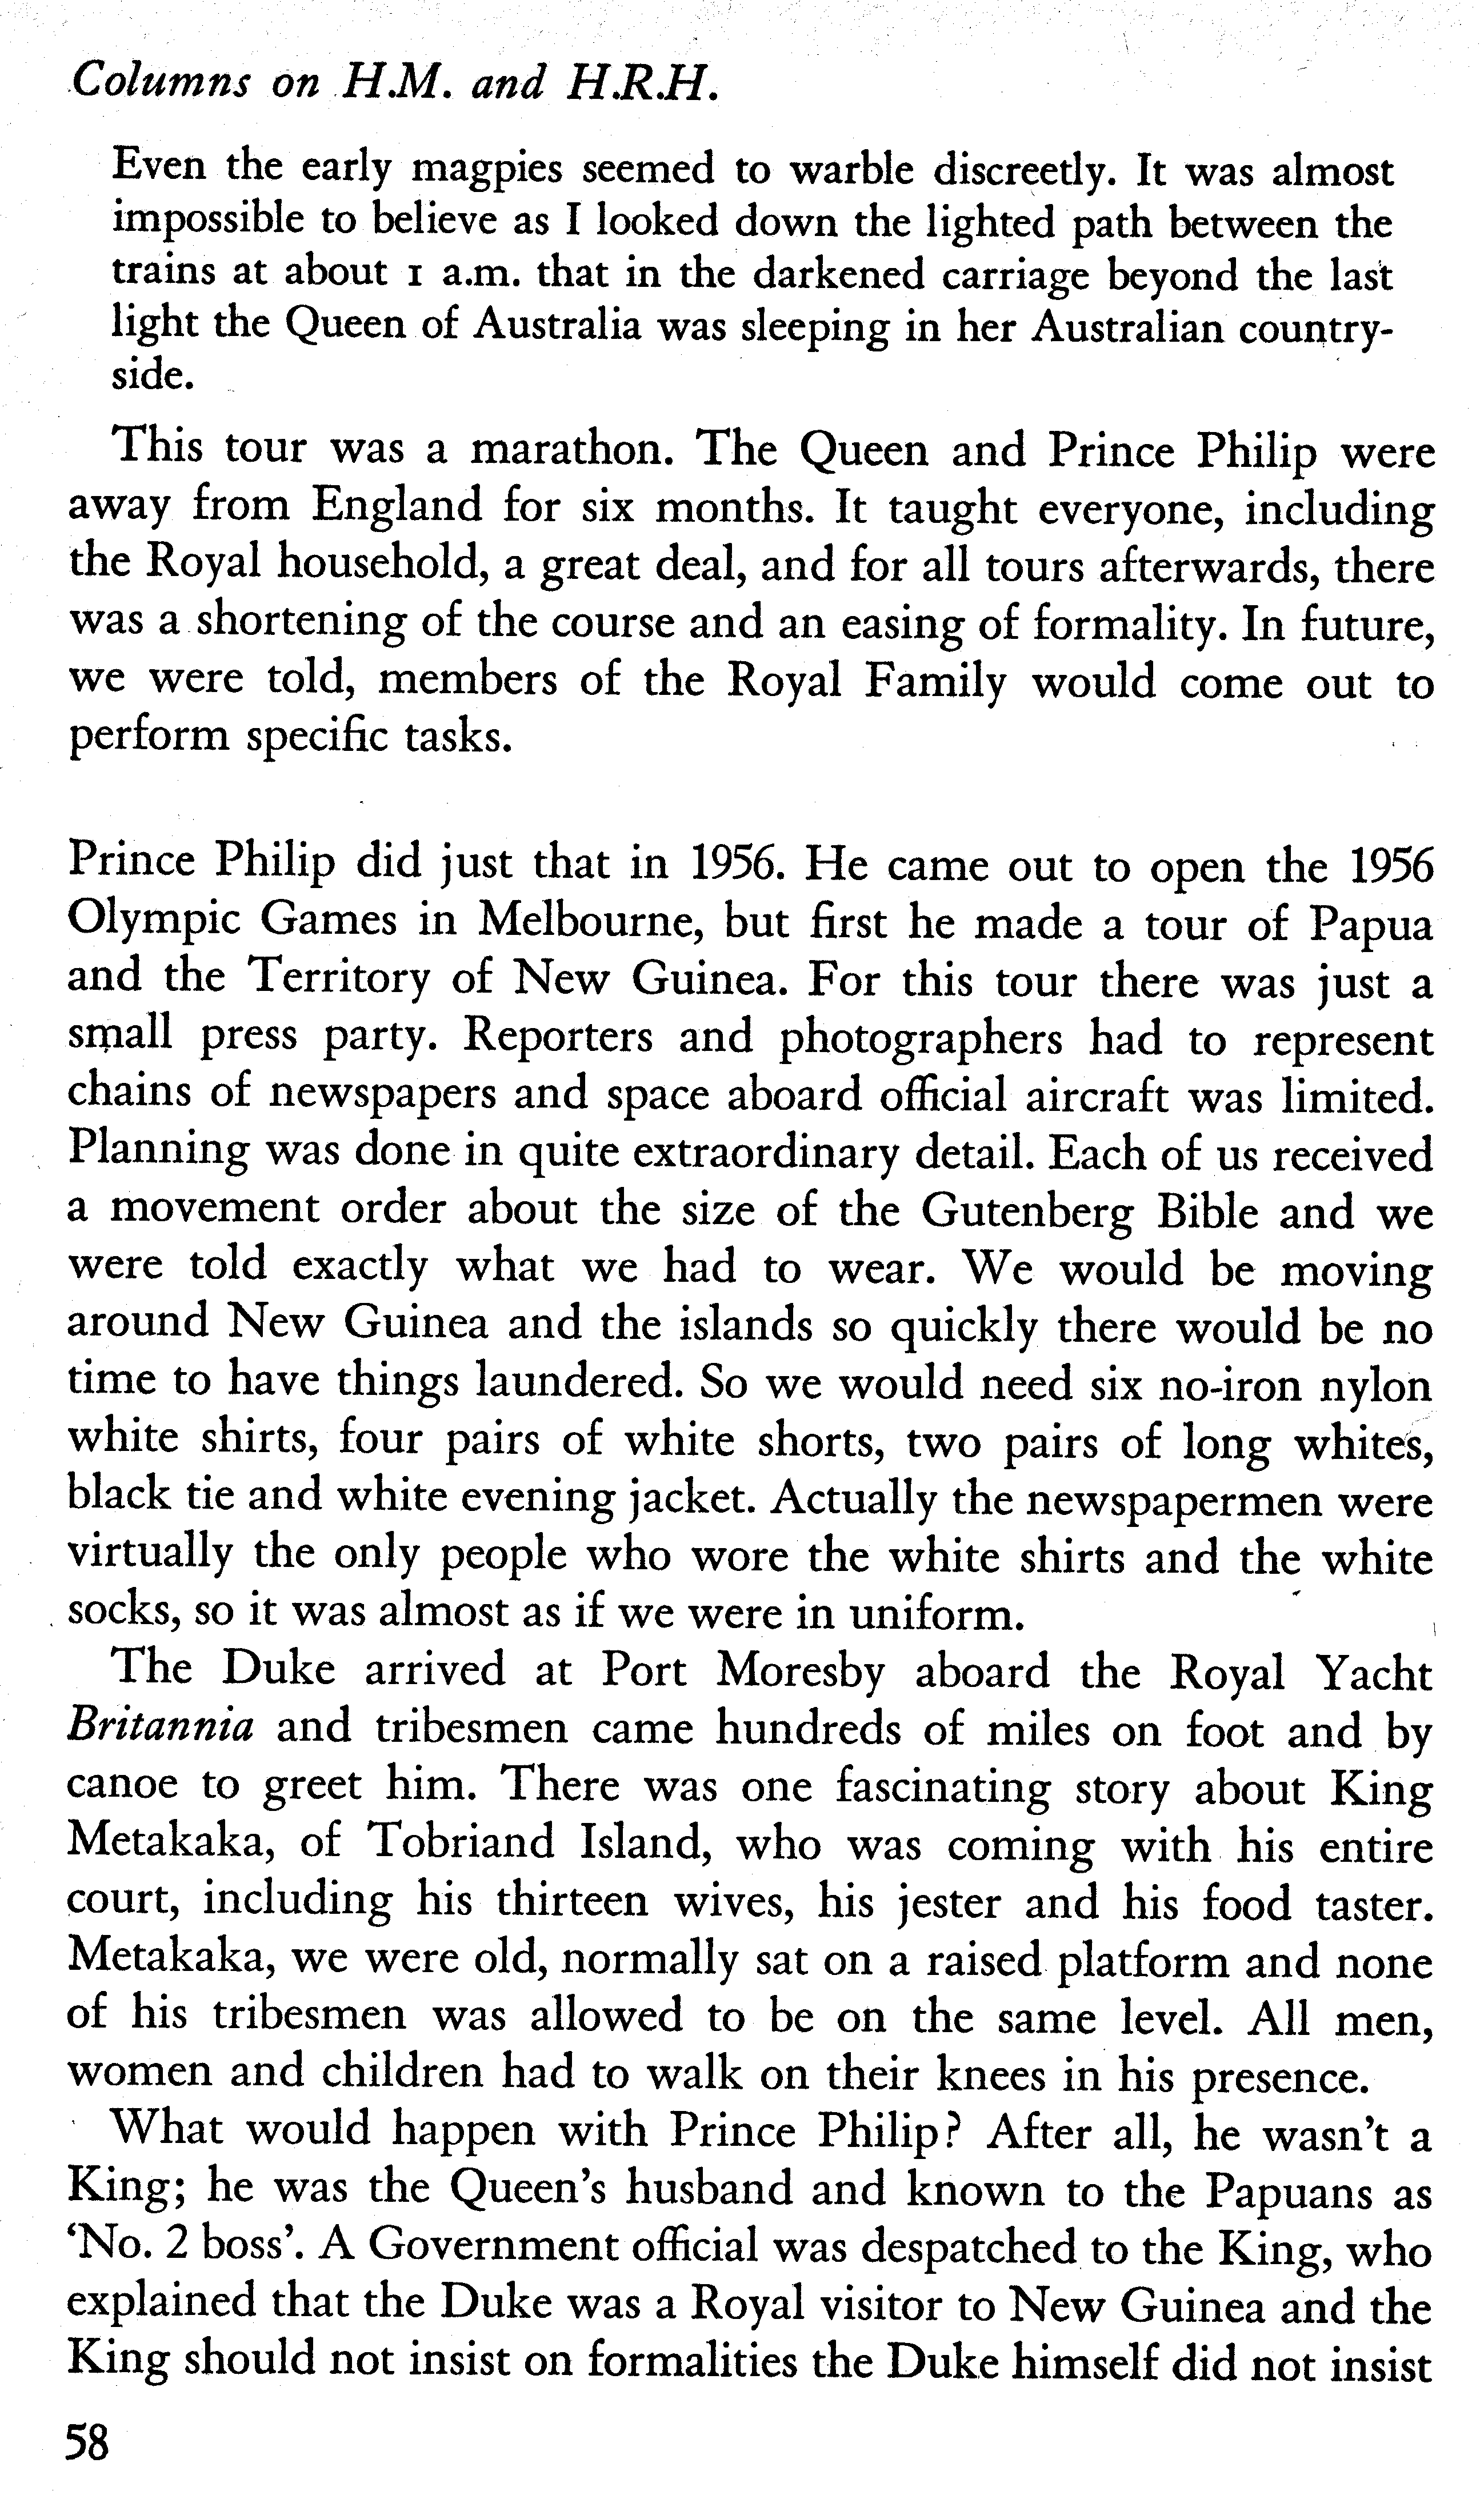 Columns on H.M. and H.R.H.
Even the early magpies seemed to warble discreetly. It was almost
impossible to believe as I looked down the lighted path between the
trains at about 1 a.m. that in the darkened carriage beyond the last
light the Queen of Australia was sleeping in her Australian country-
side.
This tour was a marathon. The Queen and Prince Philip were
away from England for six months. It taught everyone, including
the Royal household, a great deal, and for all tours afterwards, there
was a shortening of the course and an easing of formality. In future,
we were told, members of the Royal Family would come out to
perform specific tasks.
Prince Philip did just that in 1956. He came out to open the 1956
Olympic Games in Melbourne, but first he made a tour of Papua
and the Territory of New Guinea. For this tour there was just a
small press party. Reporters and photographers had to represent
chains of newspapers and space aboard official aircraft was limited.
Planning was done in quite extraordinary detail. Each of us received
a movement order about the size of the Gutenberg Bible and we
were told exactly what we had to wear. We would be moving
around New Guinea and the islands so quickly there would be no
time to have things laundered. So we would need six no-iron nylon
white shirts, four pairs of white shorts, two pairs of long whites,
black tie and white evening jacket. Actually the newspapermen were
virtually the only people who wore the white shirts and the white
socks, so it was almost as if we were in uniform.
The Duke arrived at Port Moresby aboard the Royal Yacht
Britannia and tribesmen came hundreds of miles on foot and by
canoe to greet him. There was one fascinating story about King
Metakaka, of Tobriand Island, who was coming with his entire
court, including his thirteen wives, his jester and his food taster.
Metakaka, we were old, normally sat on a raised platform and none
of his tribesmen was allowed to be on the same level. All men,
women and children had to walk on their knees in his presence.
What would happen with Prince Philip? After all, he wasn't a
King; he was the Queen's husband and known to the Papuans as
‘No. 2 boss’. A Government official was despatched to the King, who
explained that the Duke was a Royal visitor to New Guinea and the
King should not insist on formalities the Duke himself did not insist
58